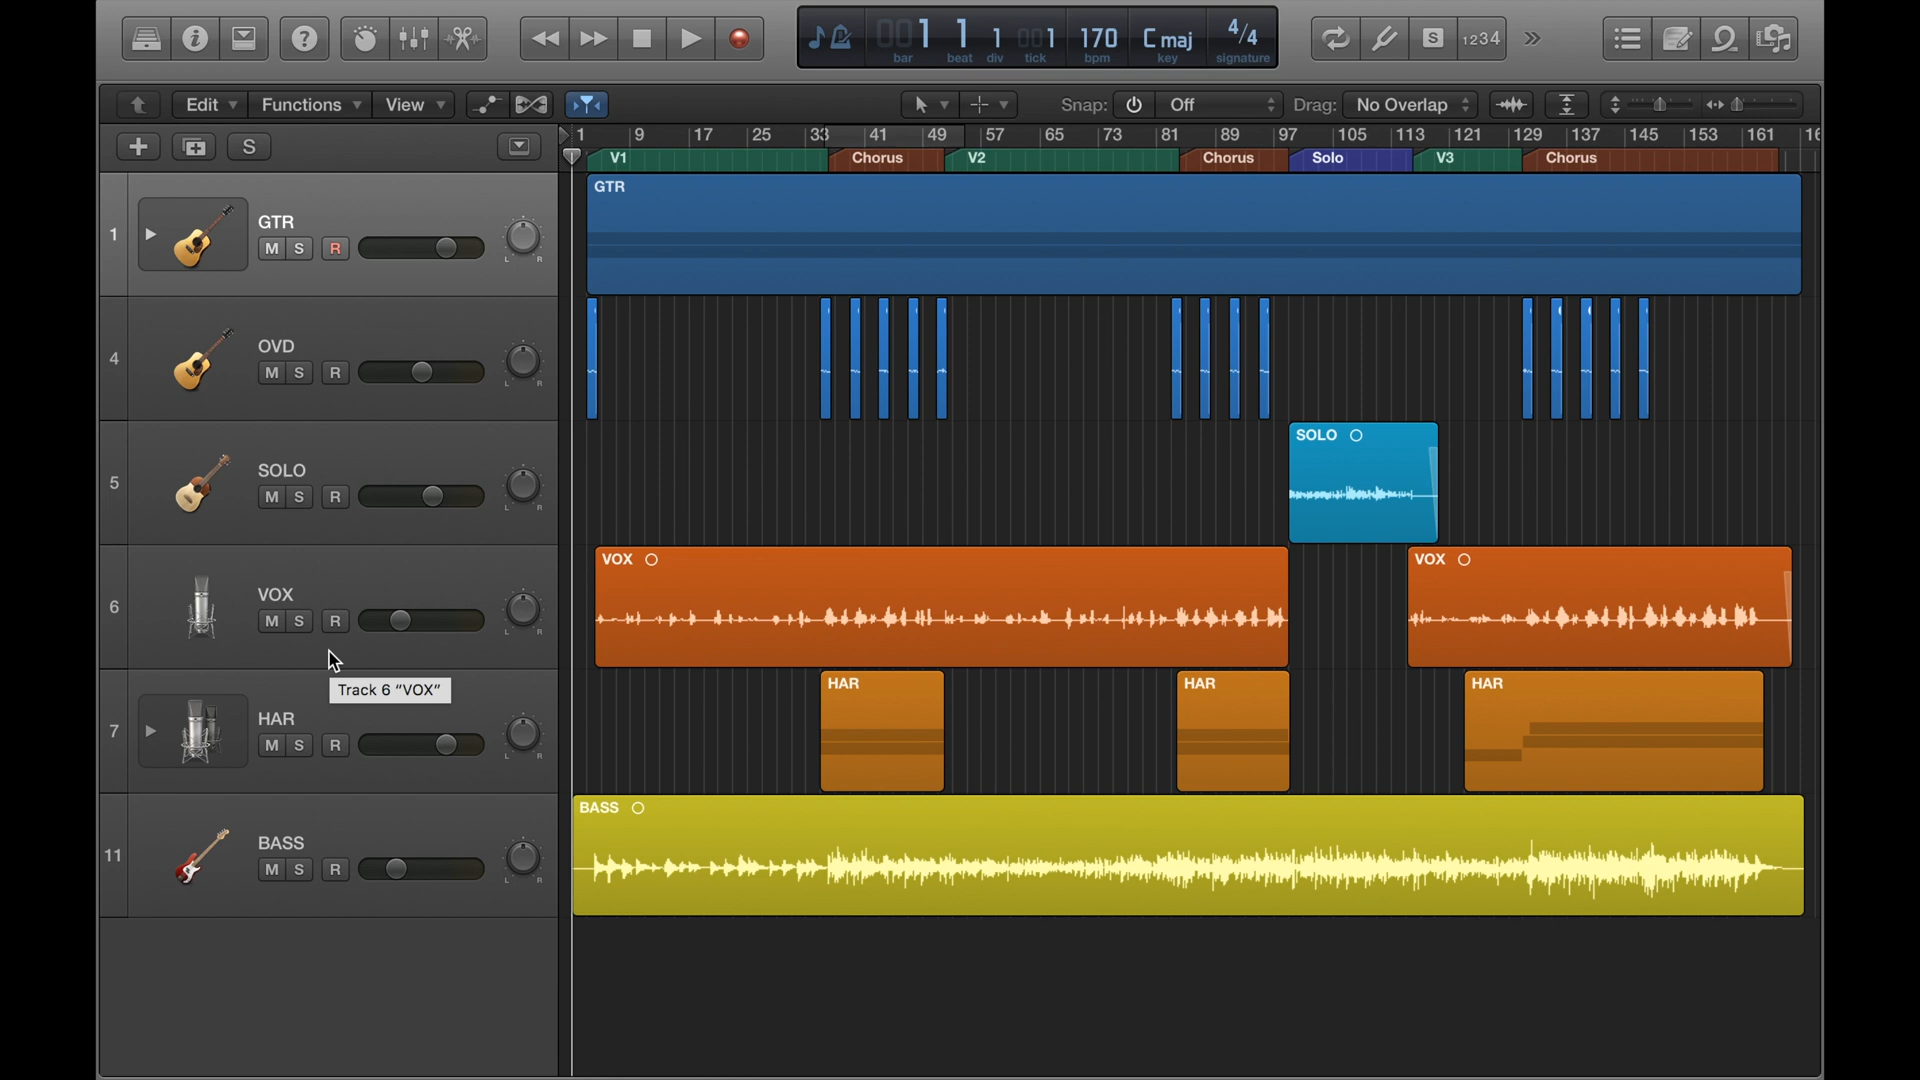 001 1 1 001 170 C maj 4/4
bar beat div tick bpm key signature
S 1234
Edit Functions View Snap: Off Drag: No Overlap
S
1 9 17 25 33 41 49 57 65 73 81 89 97 105 113 121 129 137 145 153 161
V1 Chorus V2 Chorus Solo V3 Chorus
1 GTR
M S R
L R
GTR
4 OVD
M S R
L R
5 SOLO
M S R
L R
SOLO
6 VOX
M S R
L R
VOX VOX
Track 6 “VOX”
7 HAR
M S R
L R
HAR HAR HAR
11 BASS
M S R
L R
BASS